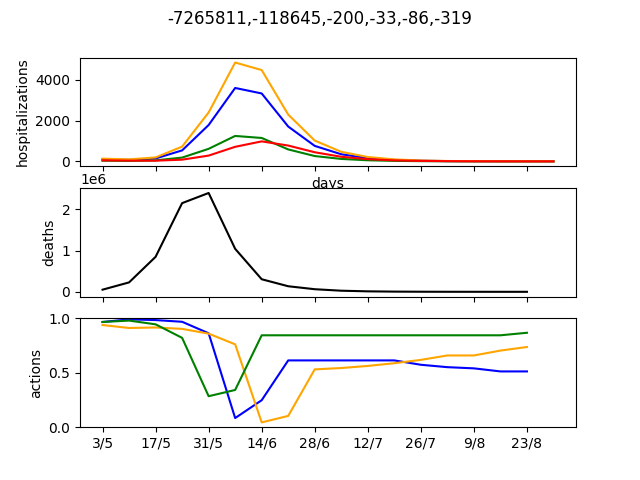 -7265811,-118645,-200,-33,-86,-319
hospitalizations
4000
2000
0
days
1e6
deaths
2
1
0
actions
1.0
0.5
0.0
3/5 17/5 31/5 14/6 28/6 12/7 26/7 9/8 23/8